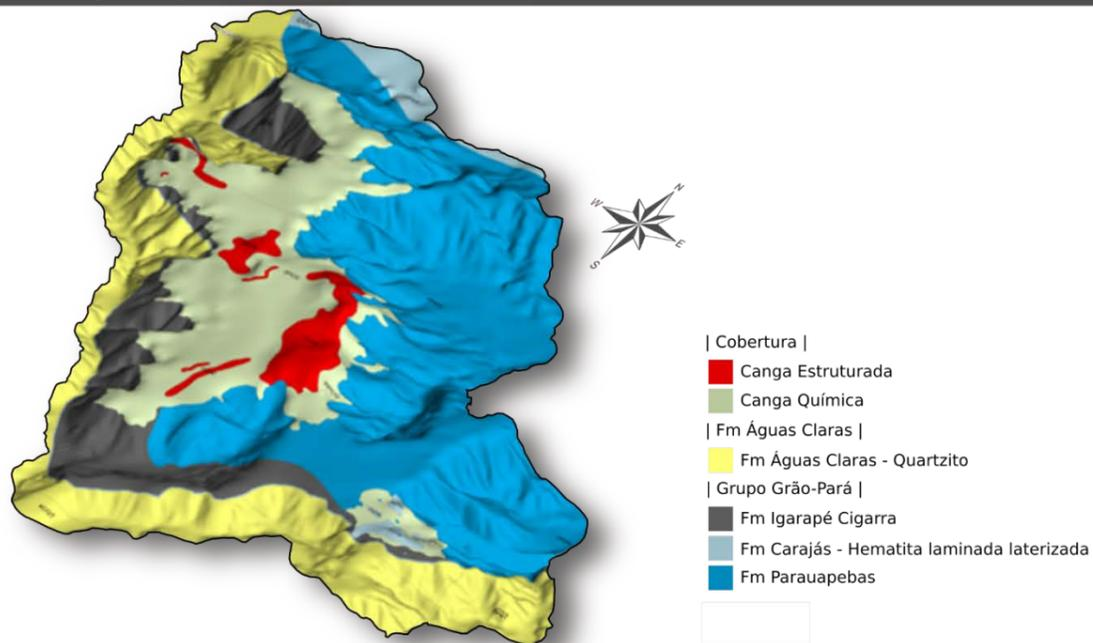 N
W
E
S
| Cobertura |
Canga Estruturada
Canga Química
| Fm Águas Claras |
Fm Águas Claras - Quartzito
| Grupo Grão-Pará |
Fm Igarapé Cigarra
Fm Carajás - Hematita laminada laterizada
Fm Parauapebas